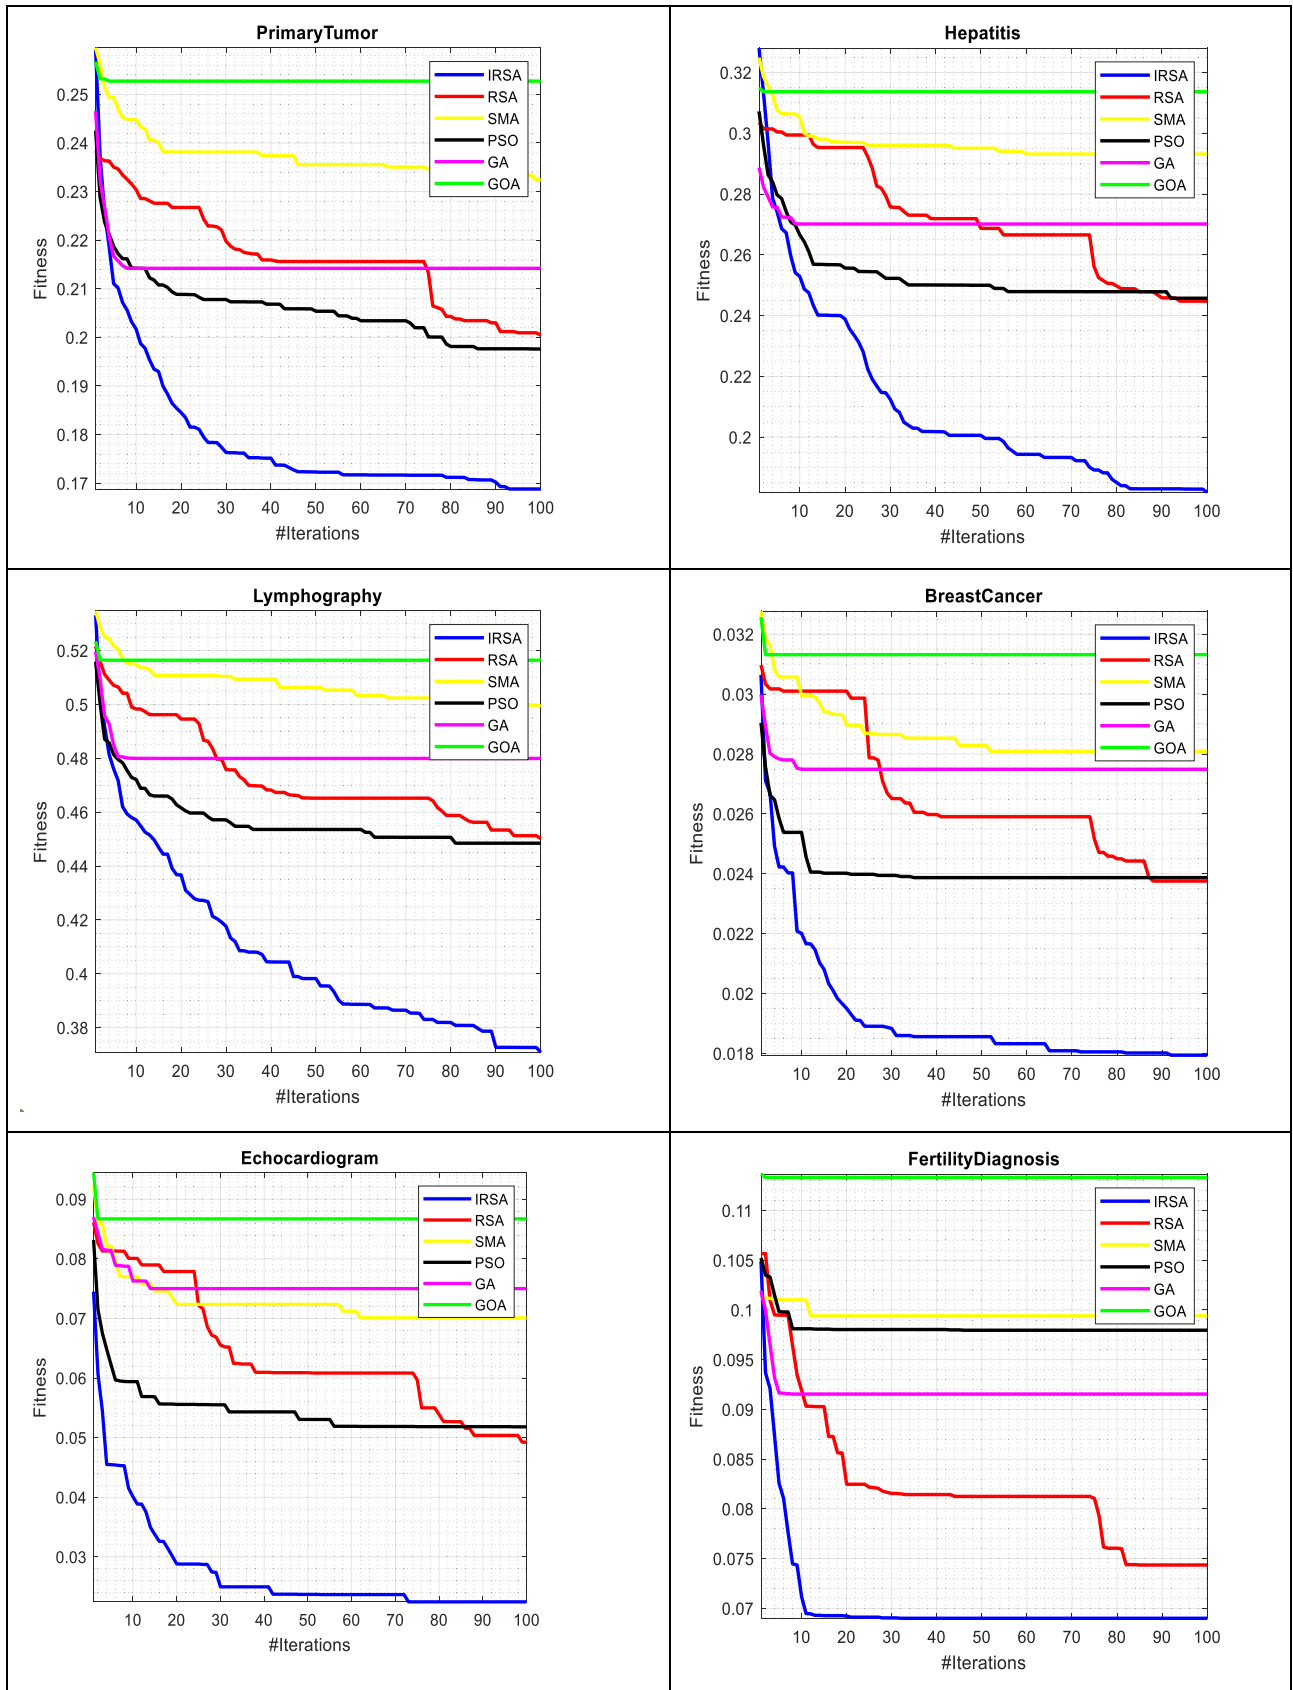 PrimaryTumor
0.25
0.24
0.23
0.22
0.21
0.2
0.19
0.18
0.17
Fitness
IRSA
RSA
SMA
PSO
GA
GOA
10 20 30 40 50 60 70 80 90 100
#Iterations
Hepatitis
0.32
0.3
0.28
0.26
0.24
0.22
0.2
Fitness
IRSA
RSA
SMA
PSO
GA
GOA
10 20 30 40 50 60 70 80 90 100
#Iterations
Lymphography
0.52
0.5
0.48
0.46
0.44
0.42
0.4
0.38
Fitness
IRSA
RSA
SMA
PSO
GA
GOA
10 20 30 40 50 60 70 80 90 100
#Iterations
BreastCancer
0.032
0.03
0.028
0.026
0.024
0.022
0.02
0.018
Fitness
IRSA
RSA
SMA
PSO
GA
GOA
10 20 30 40 50 60 70 80 90 100
#Iterations
Echocardiogram
0.09
0.08
0.07
0.06
0.05
0.04
0.03
Fitness
IRSA
RSA
SMA
PSO
GA
GOA
10 20 30 40 50 60 70 80 90 100
#Iterations
FertilityDiagnosis
0.11
0.105
0.1
0.095
0.09
0.085
0.08
0.075
0.07
Fitness
IRSA
RSA
SMA
PSO
GA
GOA
10 20 30 40 50 60 70 80 90 100
#Iterations